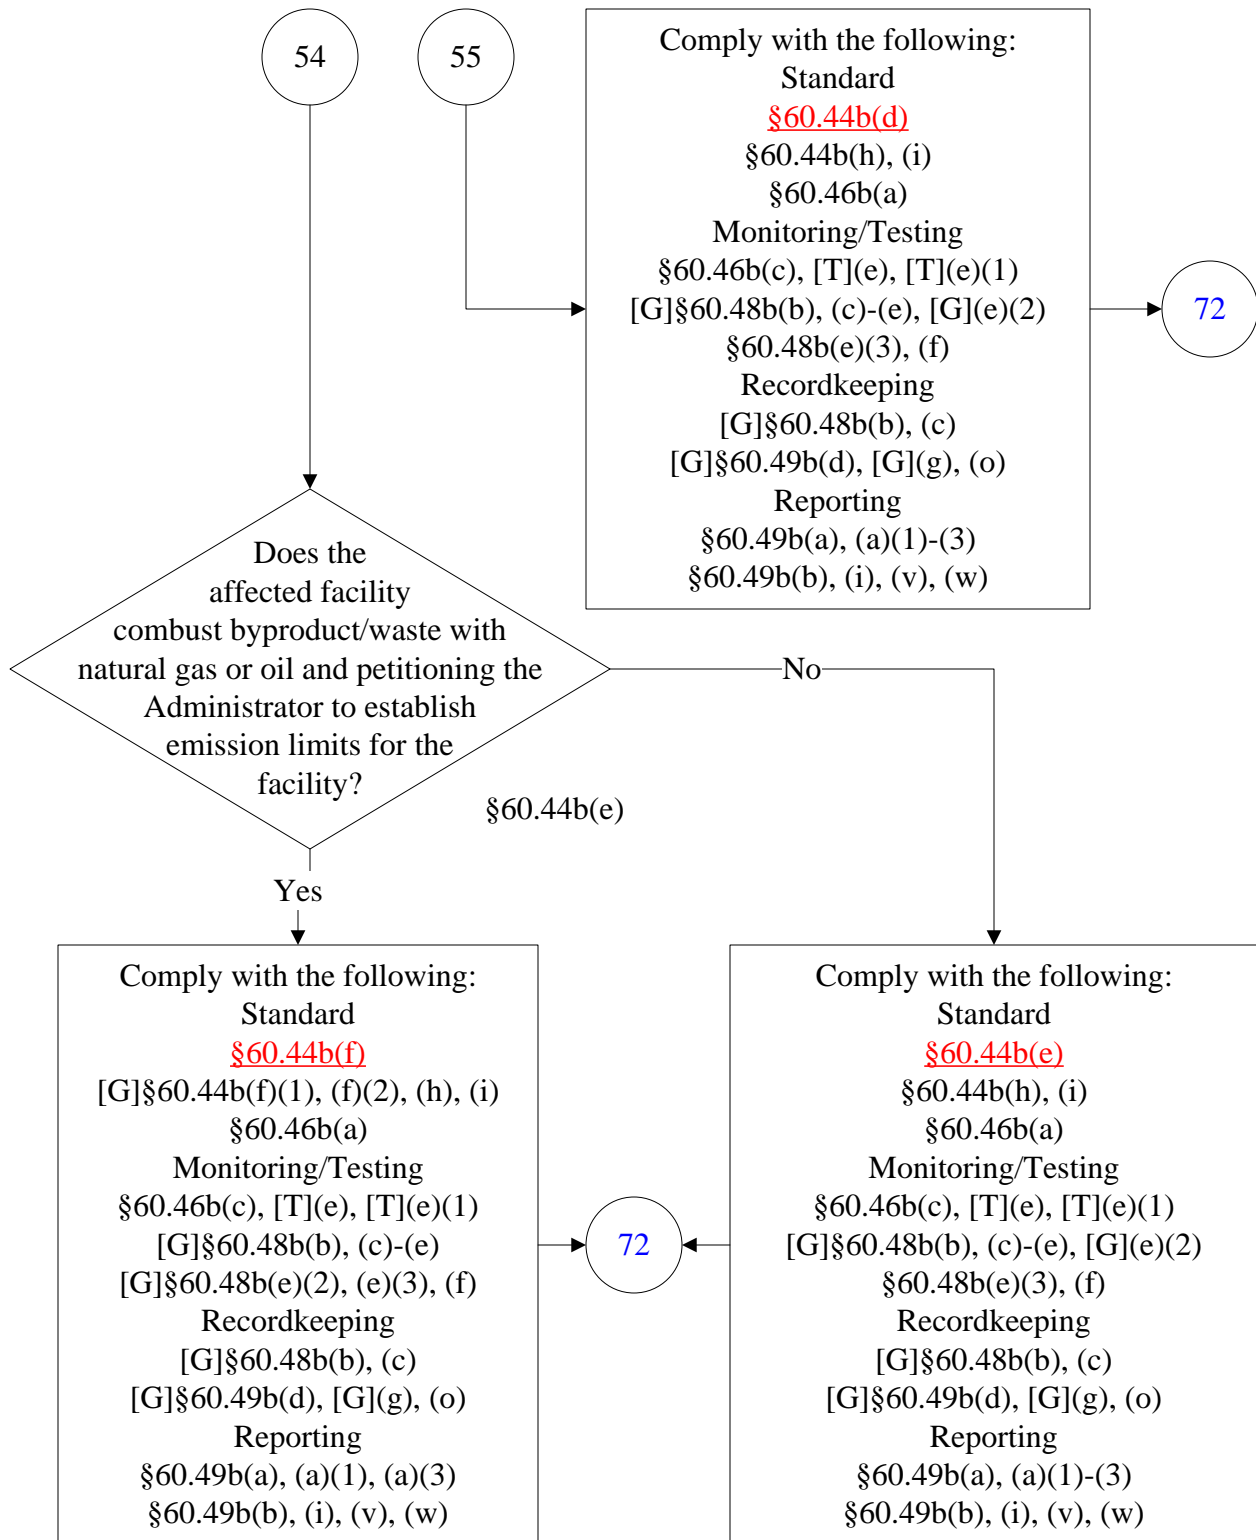 54
55
Comply with the following:
Standard
§60.44b(d)
§60.44b(h), (i)
§60.46b(a)
Monitoring/Testing
§60.46b(c), [T](e), [T](e)(1)
[G]§60.48b(b), (c)-(e), [G](e)(2)
§60.48b(e)(3), (f)
Recordkeeping
[G]§60.48b(b), (c)
[G]§60.49b(d), [G](g), (o)
Reporting
§60.49b(a), (a)(1)-(3)
§60.49b(b), (i), (v), (w)
72
Does the
affected facility
combust byproduct/waste with
natural gas or oil and petitioning the
Administrator to establish
emission limits for the
facility?
§60.44b(e)
No
Yes
Comply with the following:
Standard
§60.44b(f)
[G]§60.44b(f)(1), (f)(2), (h), (i)
§60.46b(a)
Monitoring/Testing
§60.46b(c), [T](e), [T](e)(1)
[G]§60.48b(b), (c)-(e)
[G]§60.48b(e)(2), (e)(3), (f)
Recordkeeping
[G]§60.48b(b), (c)
[G]§60.49b(d), [G](g), (o)
Reporting
§60.49b(a), (a)(1), (a)(3)
§60.49b(b), (i), (v), (w)
72
Comply with the following:
Standard
§60.44b(e)
§60.44b(h), (i)
§60.46b(a)
Monitoring/Testing
§60.46b(c), [T](e), [T](e)(1)
[G]§60.48b(b), (c)-(e), [G](e)(2)
§60.48b(e)(3), (f)
Recordkeeping
[G]§60.48b(b), (c)
[G]§60.49b(d), [G](g), (o)
Reporting
§60.49b(a), (a)(1)-(3)
§60.49b(b), (i), (v), (w)